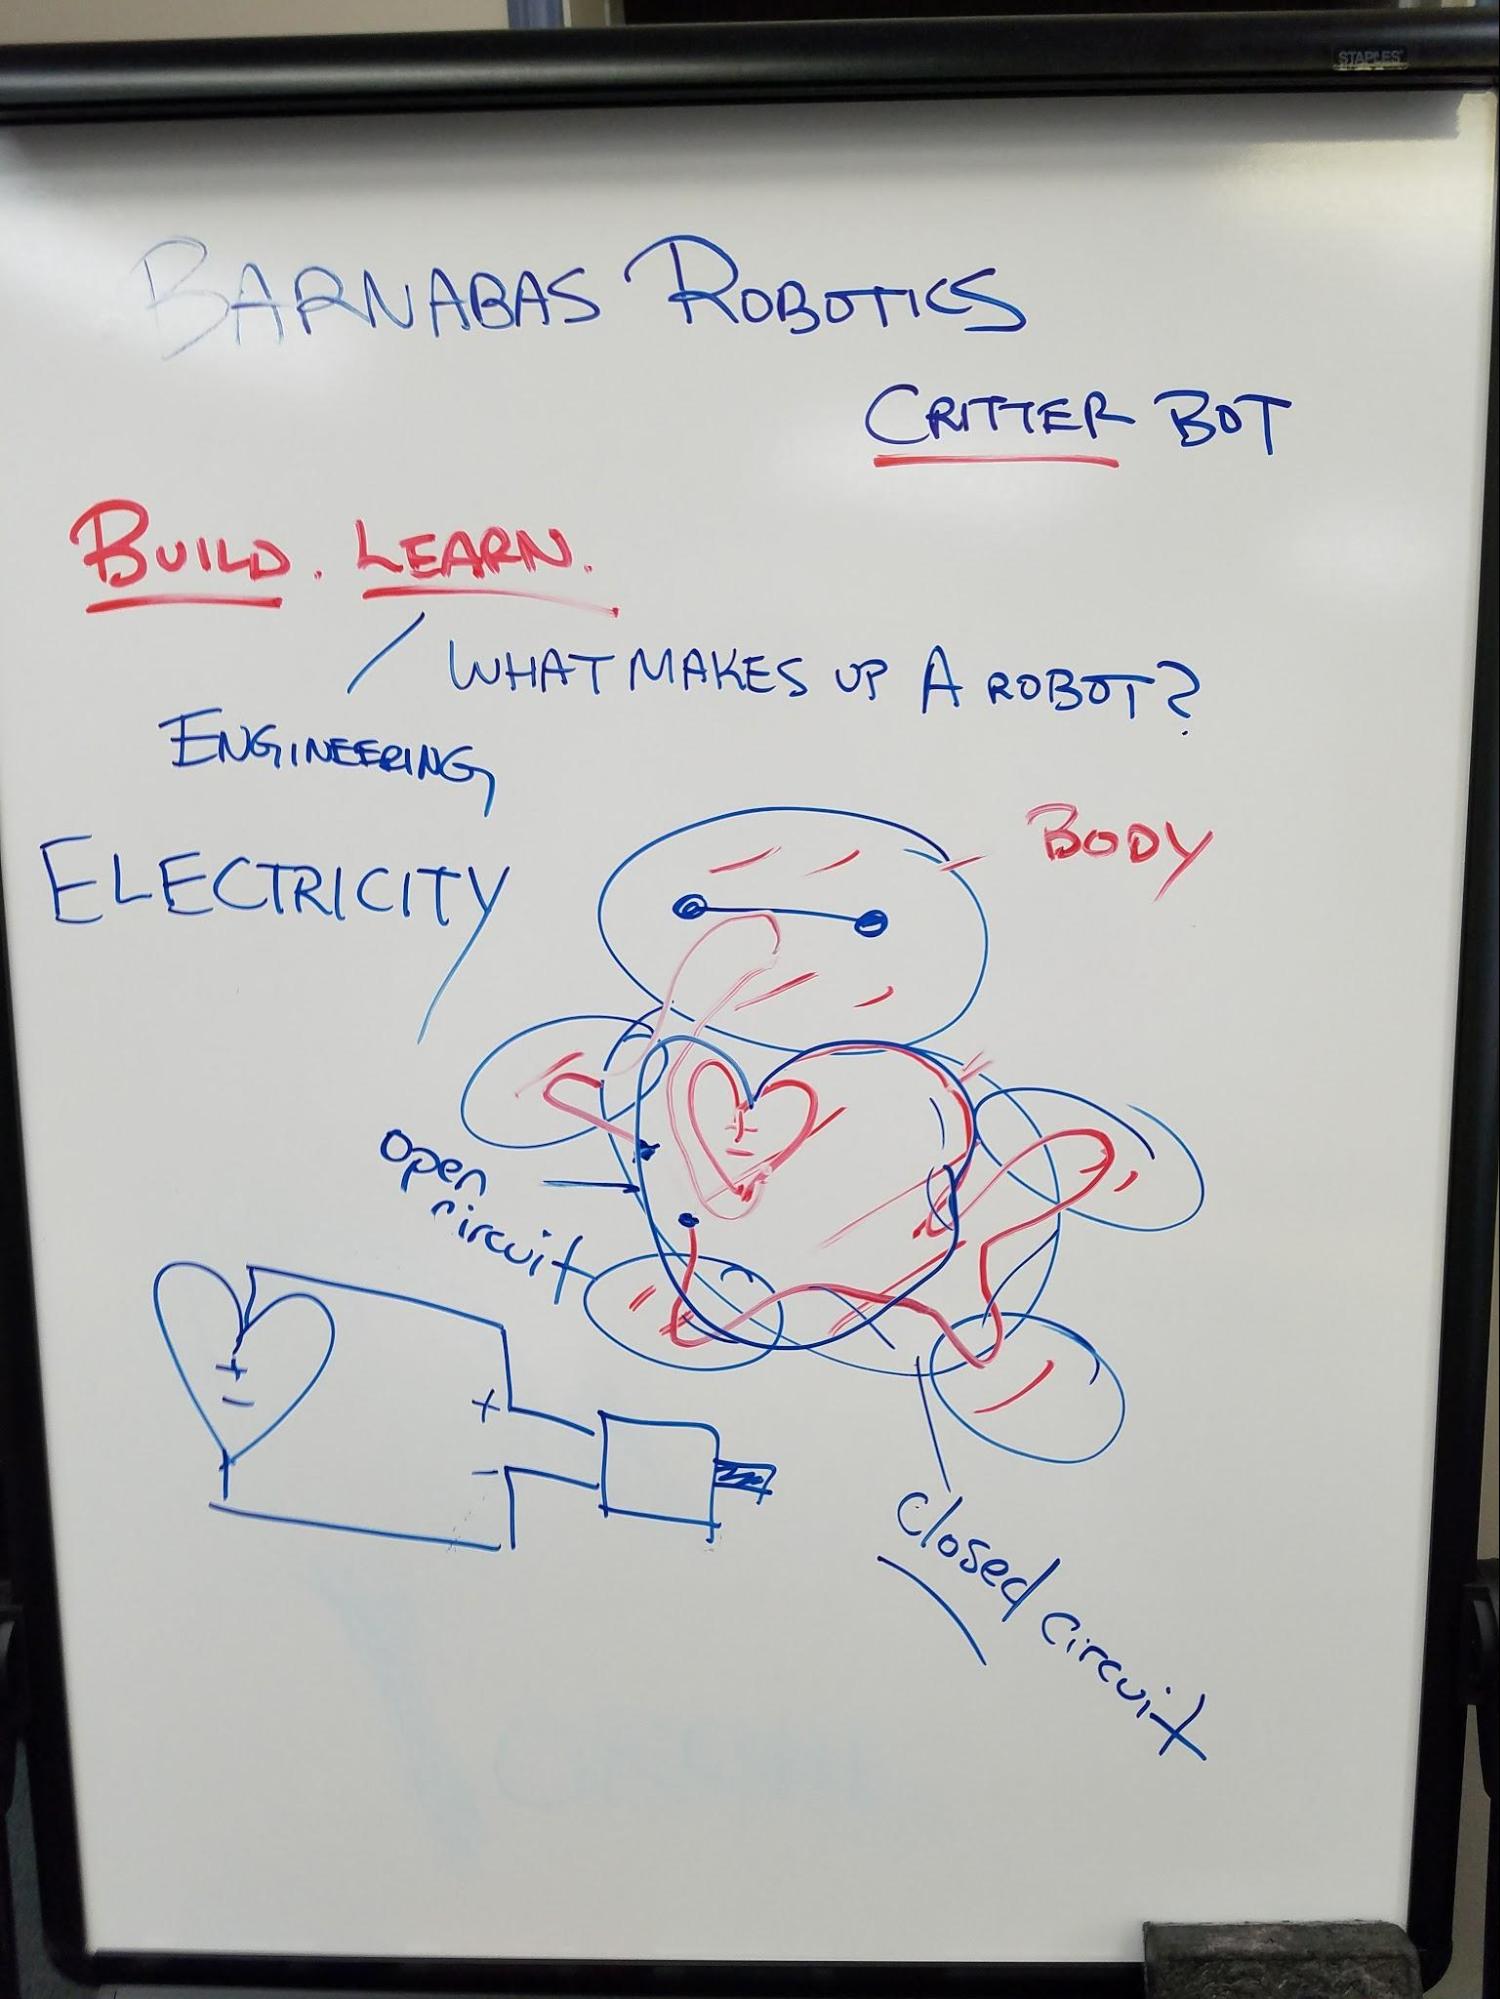 STAPLES
BARNABAS ROBOTICS
CRITTER BOT
BUILD. LEARN.
WHAT MAKES UP A ROBOT?
ENGINEERING
BODY
ELECTRICITY
+
-
open
circuit
+
-
+
-
closed circuit